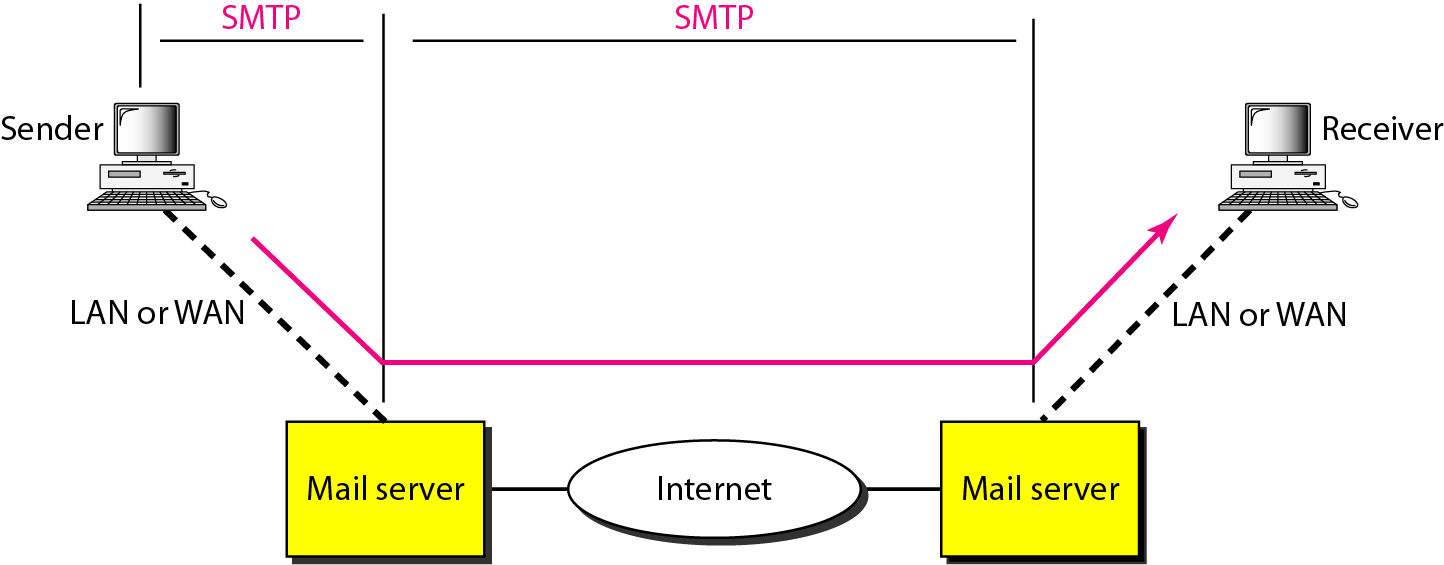 SMTP
SMTP
Sender
Receiver
LAN or WAN
LAN or WAN
Mail server
Internet
Mail server